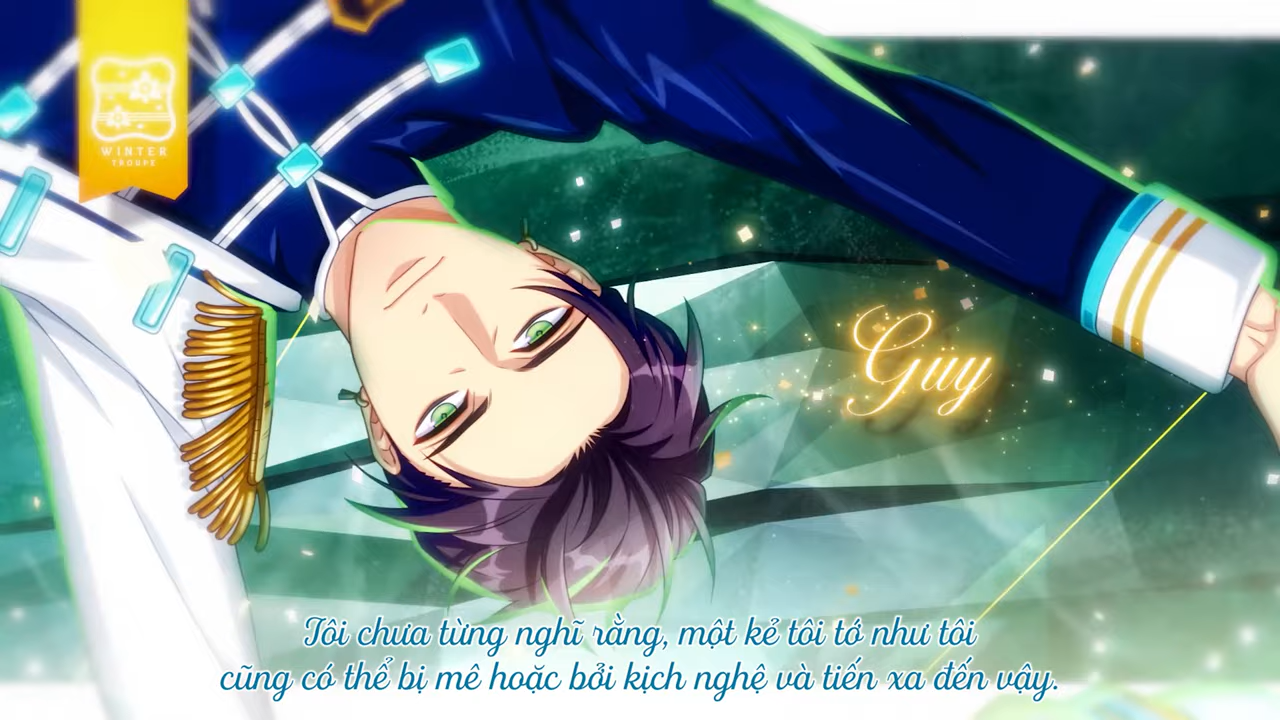 WINTER
TROUPE
Güy
Tôi chưa từng nghĩ rằng, một kẻ tôi tớ như tôi
cũng có thể bị mê hoặc bởi kịch nghệ và tiến xa đến vậy.